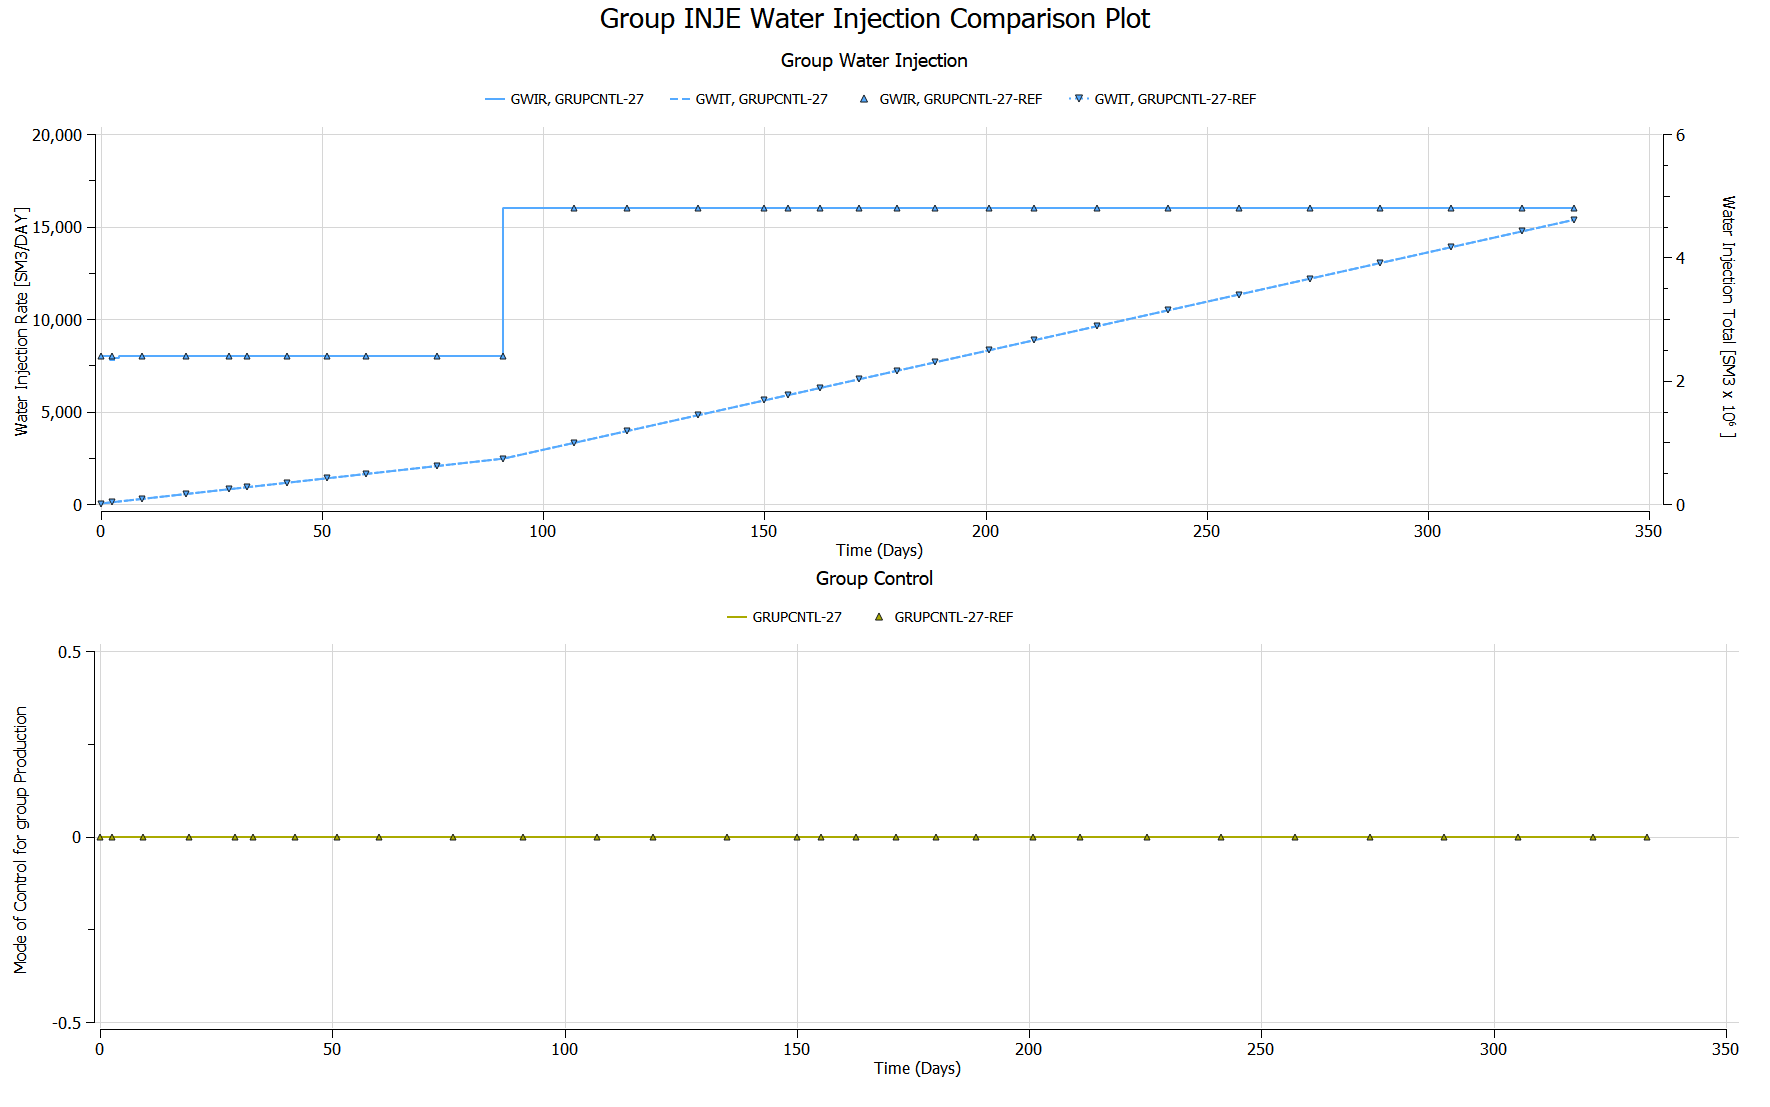 Group INJE Water Injection Comparison Plot
Group Water Injection
GWIR, GRUPCNTL-27 GWIT, GRUPCNTL-27 GWIR, GRUPCNTL-27-REF GWIT, GRUPCNTL-27-REF
20,000
15,000
10,000
5,000
0
Water Injection Rate [SM3/DAY]
6
4
2
0
Water Injection Total [SM3 x 10⁶ ]
0 50 100 150 200 250 300 350
Time (Days)
Group Control
GRUPCNTL-27 GRUPCNTL-27-REF
0.5
0
-0.5
Mode of Control for group Production
0 50 100 150 200 250 300 350
Time (Days)